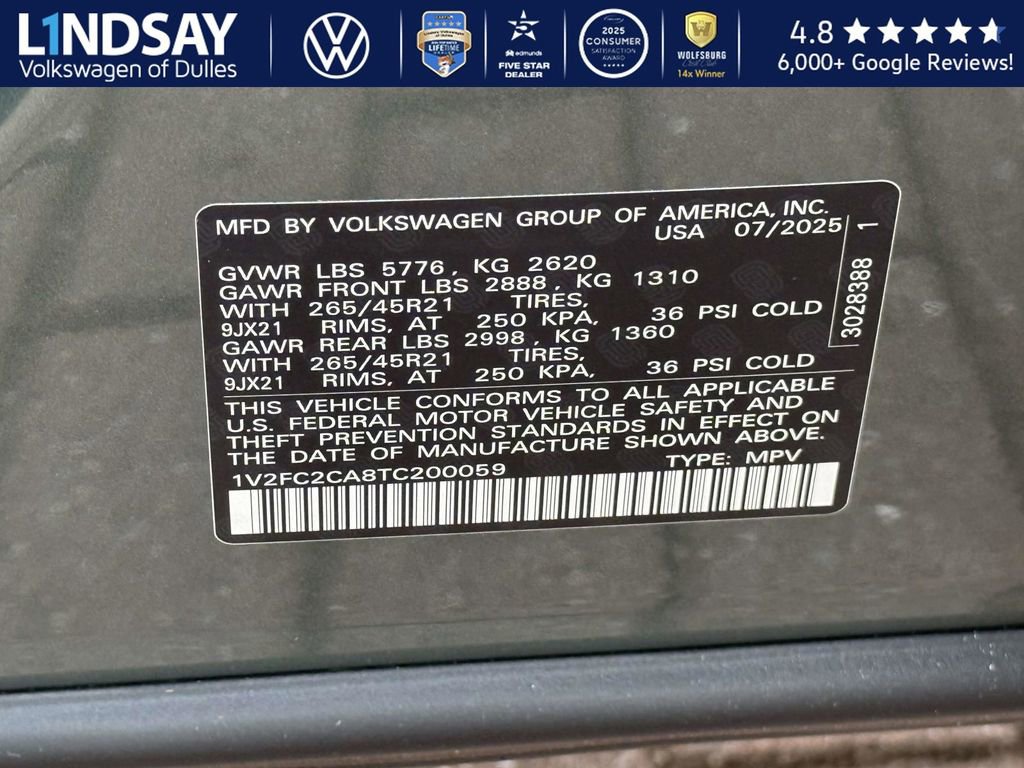 L1NDSAY
Volkswagen of Dulles
LIFETIME
edmunds
FIVE STAR
DEALER
2025
CONSUMER
SATISFACTION
AWARD
WOLFSBURG
14x Winner
4.8
6,000+ Google Reviews!
MFD BY VOLKSWAGEN GROUP OF AMERICA, INC.
USA 07/2025
GVWR LBS 5776, KG 2620
GAWR FRONT LBS 2888, KG 1310
WITH 265/45R21 TIRES,
9JX21 RIMS, AT 250 KPA, 36 PSI COLD
GAWR REAR LBS 2998, KG 1360
WITH 265/45R21 TIRES,
9JX21 RIMS, AT 250 KPA, 36 PSI COLD
3028388 1
THIS VEHICLE CONFORMS TO ALL APPLICABLE
U.S. FEDERAL MOTOR VEHICLE SAFETY AND
THEFT PREVENTION STANDARDS IN EFFECT ON
THE DATE OF MANUFACTURE SHOWN ABOVE.
1V2FC2CA8TC200059 TYPE: MPV